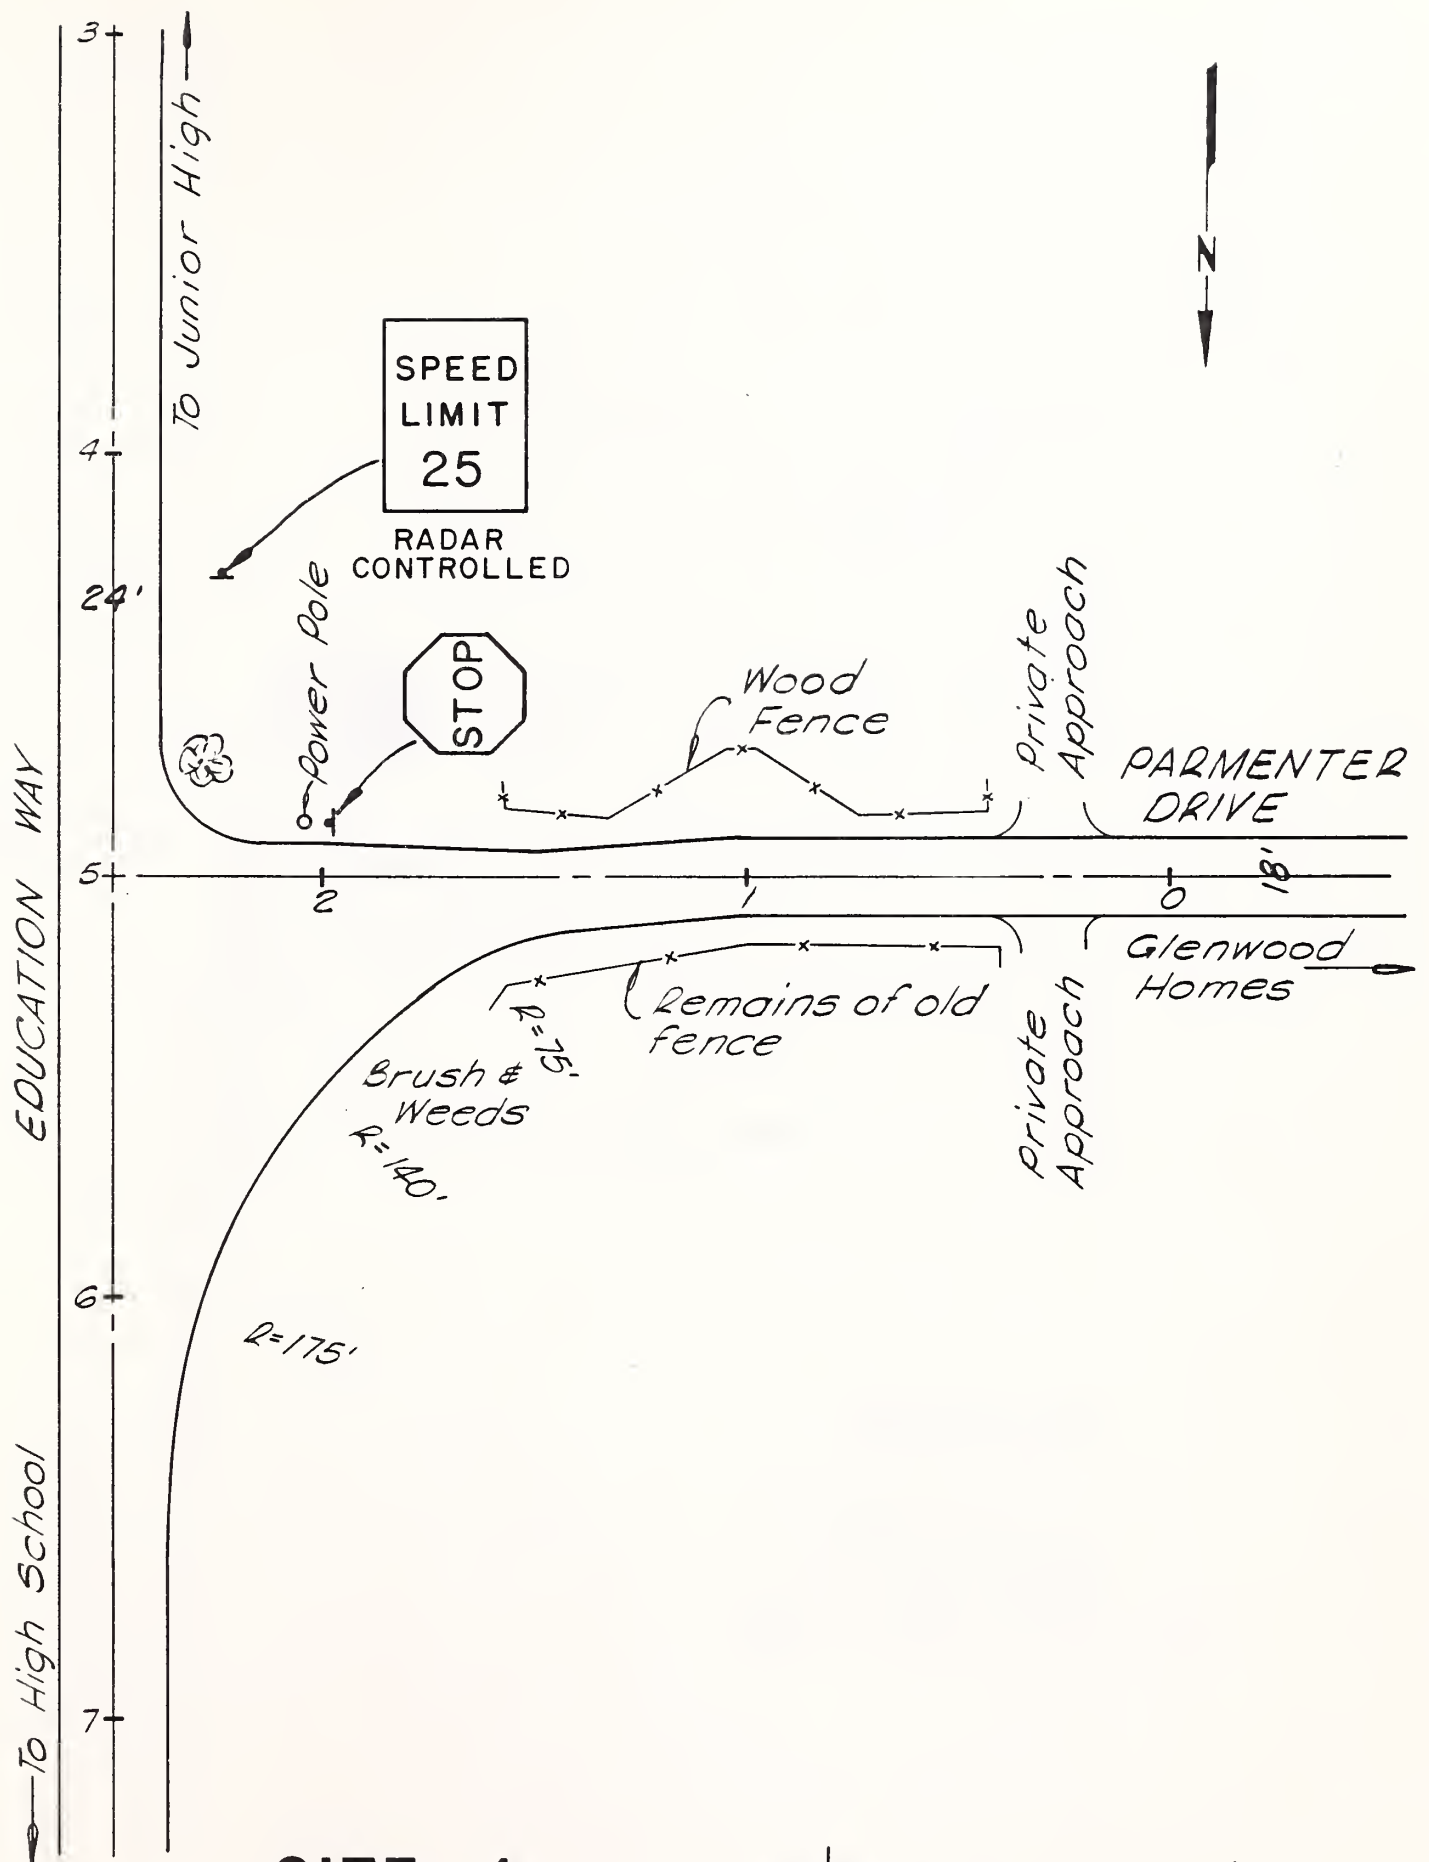 3
To Junior High
N
SPEED
LIMIT
25
RADAR
CONTROLLED
4
24'
Power Pole
STOP
Wood
Fence
Private
Approach
PARMENTER
DRIVE
EDUCATION WAY
5
2
1
0
18'
Glenwood
Homes
Remains of old
fence
R=75'
Brush &
Weeds
R=140'
Private
Approach
6
R=175'
To High School
7